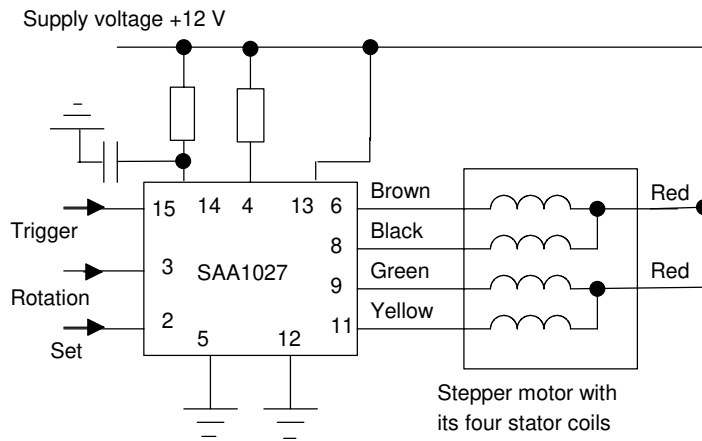 Supply voltage +12 V
Brown
Red
15
14
4
13
6
Trigger
Black
8
3
SAA1027
Green
Red
9
Rotation
Yellow
2
11
5
12
Set
Stepper motor with
its four stator coils